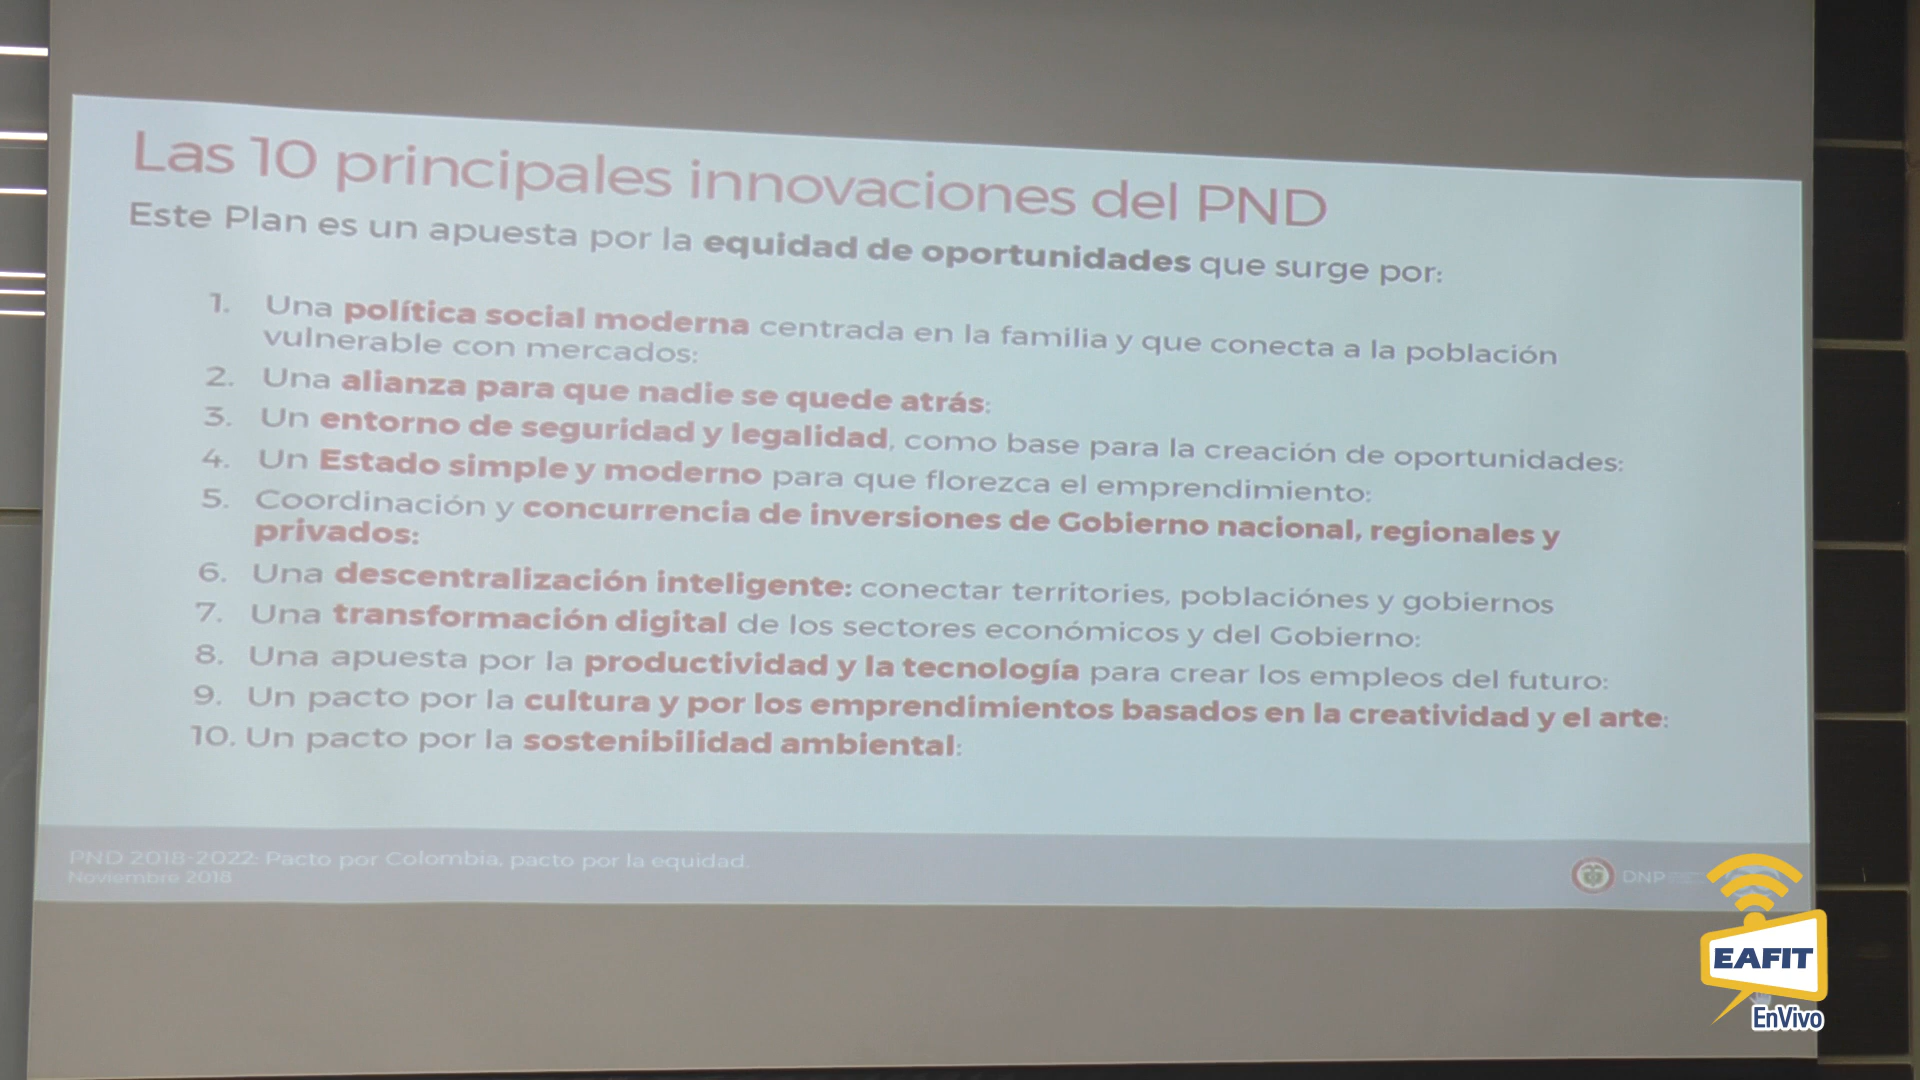 Las 10 principales innovaciones del PND
Este Plan es un apuesta por la equidad de oportunidades que surge por:
1. Una política social moderna centrada en la familia y que conecta a la población
vulnerable con mercados:
2. Una alianza para que nadie se quede atrás:
3. Un entorno de seguridad y legalidad, como base para la creación de oportunidades:
4. Un Estado simple y moderno para que florezca el emprendimiento:
5. Coordinación y concurrencia de inversiones de Gobierno nacional, regionales y
privados:
6. Una descentralización inteligente: conectar territories, poblaciónes y gobiernos
7. Una transformación digital de los sectores económicos y del Gobierno:
8. Una apuesta por la productividad y la tecnología para crear los empleos del futuro:
9. Un pacto por la cultura y por los emprendimientos basados en la creatividad y el arte:
10. Un pacto por la sostenibilidad ambiental:
PND 2018-2022: Pacto por Colombia, pacto por la equidad.
Noviembre 2018
DNP
EAFIT
EnVivo